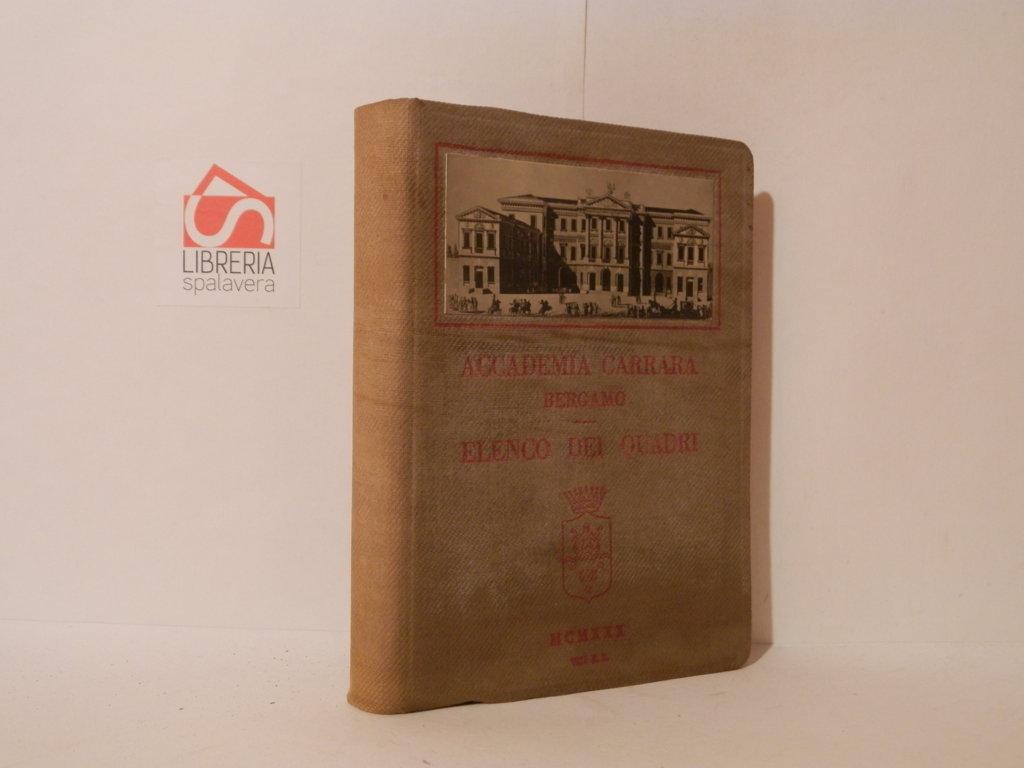 LIBRERIA
spalavera
ACCADEMIA CARRARA
BERGAMO
ELENCO DEI QUADRI
MCMXXX